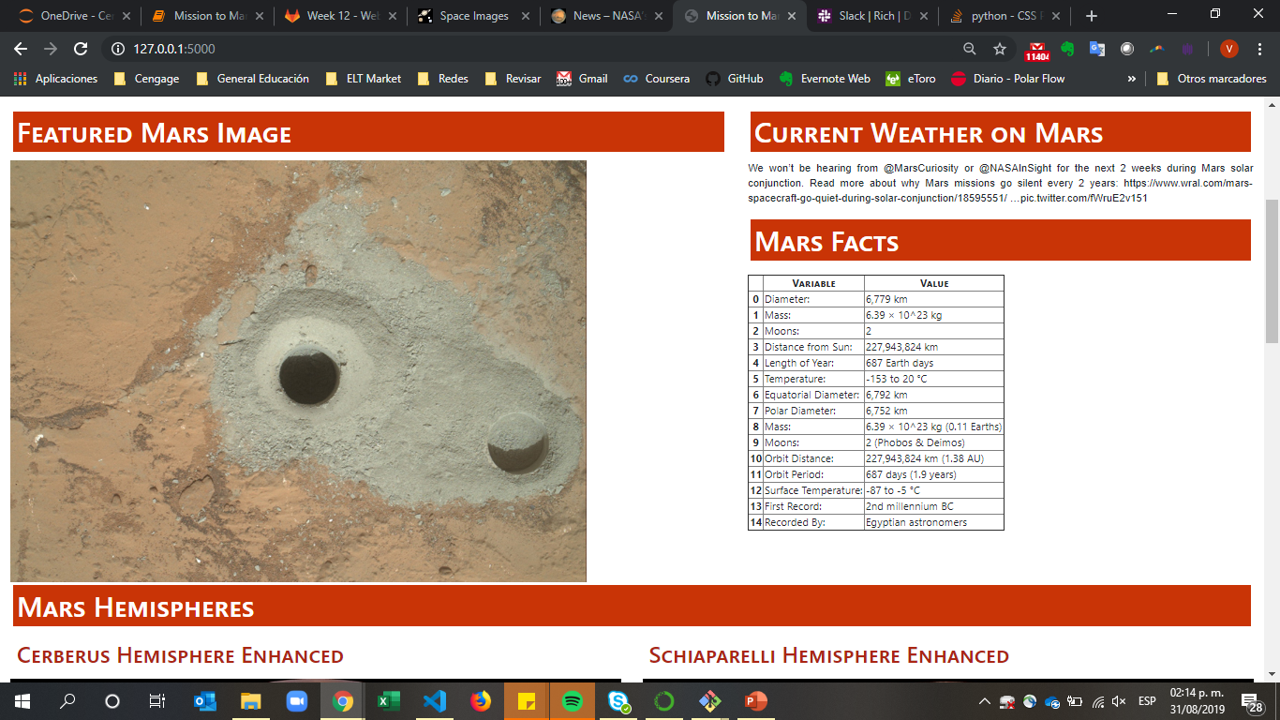 OneDrive - Cer
Mission to Mar
Week 12 - Wel
Space Images
News – NASA's
Mission to Mar
Slack | Rich | D
python - CSS F
127.0.0.1:5000
11404
V
Aplicaciones
Cengage
General Educación
ELT Market
Redes
Revisar
100+
Gmail
Coursera
GitHub
Evernote Web
eToro
Diario - Polar Flow
»
Otros marcadores
Featured Mars Image
Current Weather on Mars
We won't be hearing from @MarsCuriosity or @NASAInSight for the next 2 weeks during Mars solar
conjunction. Read more about why Mars missions go silent every 2 years: https://www.wral.com/mars-
spacecraft-go-quiet-during-solar-conjunction/18595551/ …pic.twitter.com/fWruE2v151
Mars Facts
Variable Value
0 Diameter: 6,779 km
1 Mass: 6.39 × 10^23 kg
2 Moons: 2
3 Distance from Sun: 227,943,824 km
4 Length of Year: 687 Earth days
5 Temperature: -153 to 20 °C
6 Equatorial Diameter: 6,792 km
7 Polar Diameter: 6,752 km
8 Mass: 6.39 × 10^23 kg (0.11 Earths)
9 Moons: 2 (Phobos & Deimos)
10 Orbit Distance: 227,943,824 km (1.38 AU)
11 Orbit Period: 687 days (1.9 years)
12 Surface Temperature: -87 to -5 °C
13 First Record: 2nd millennium BC
14 Recorded By: Egyptian astronomers
Mars Hemispheres
Cerberus Hemisphere Enhanced
Schiaparelli Hemisphere Enhanced
ESP
02:14 p. m.
31/08/2019
28